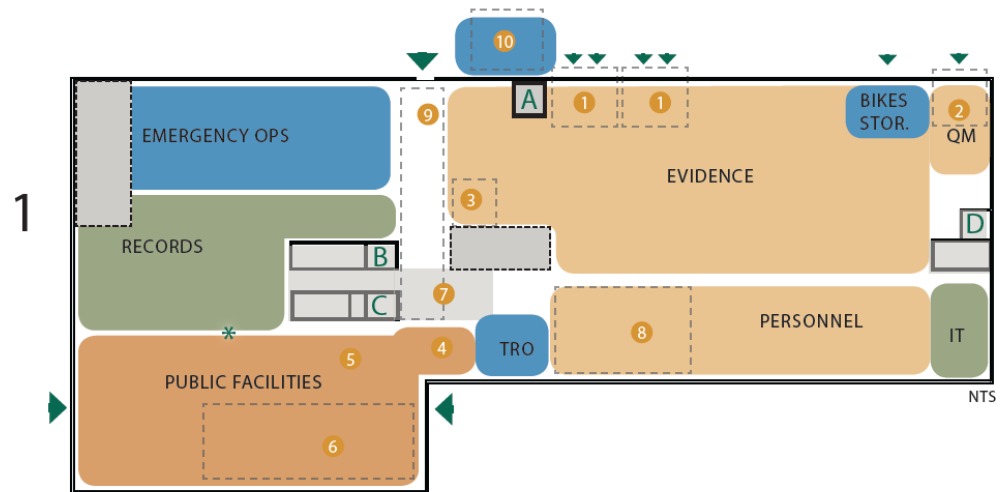 10
A
1
1
BIKES
STOR.
2
QM
9
EMERGENCY OPS
EVIDENCE
3
1
D
RECORDS
B
C
7
PERSONNEL
8
*
4
TRO
IT
5
PUBLIC FACILITIES
NTS
6